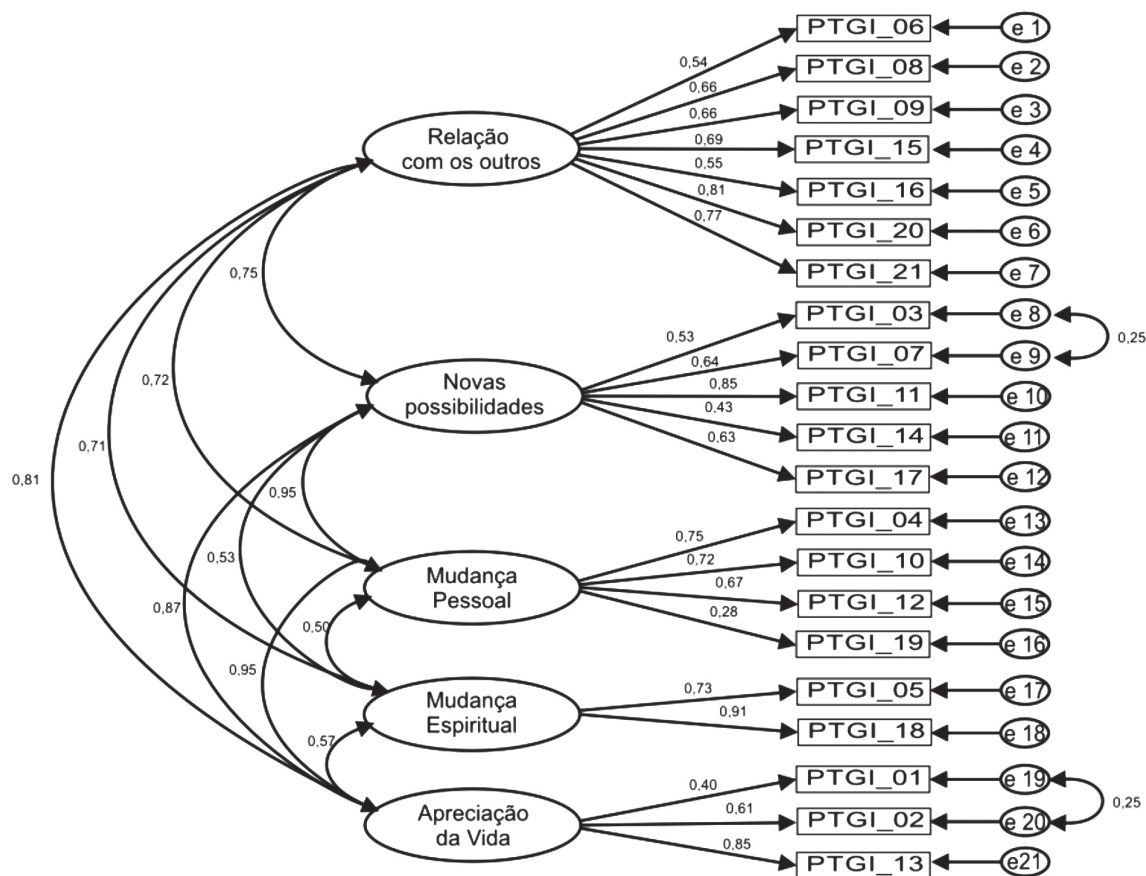 PTGI_06
e 1
0,54
PTGI_08
e 2
0,66
PTGI_09
e 3
0,66
Relação
com os outros
PTGI_15
e 4
0,69
PTGI_16
e 5
0,55
PTGI_20
e 6
0,81
PTGI_21
e 7
0,77
0,75
0,72
0,71
0,81
PTGI_03
e 8
0,53
0,25
PTGI_07
e 9
0,64
Novas
possibilidades
PTGI_11
e 10
0,85
PTGI_14
e 11
0,43
PTGI_17
e 12
0,63
0,95
0,53
0,87
PTGI_04
e 13
0,75
PTGI_10
e 14
0,72
Mudança
Pessoal
PTGI_12
e 15
0,67
PTGI_19
e 16
0,28
0,50
0,95
Mudança
Espiritual
PTGI_05
e 17
0,73
PTGI_18
e 18
0,91
0,57
Apreciação
da Vida
PTGI_01
e 19
0,40
0,25
PTGI_02
e 20
0,61
PTGI_13
e21
0,85